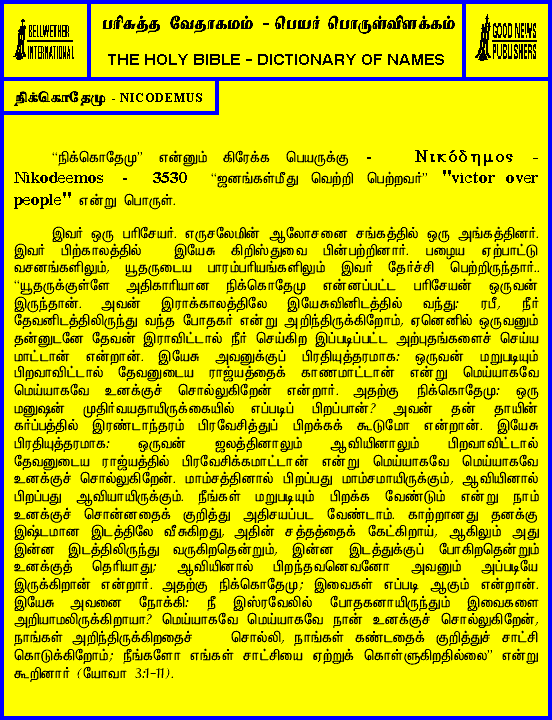 BELLWETHER
INTERNATIONAL
பரிசுத்த வேதாகமம் - பெயர் பொருள்விளக்கம்
THE HOLY BIBLE - DICTIONARY OF NAMES
GOOD NEWS
PUBLISHERS
நிக்கொதேமு - NICODEMUS
“நிக்கொதேமு” என்னும் கிரேக்க பெயருக்கு - Νικόδημος -
Nikodeemos - 3530 “ஜனங்கள்மீது வெற்றி பெற்றவர்” "victor over
people" என்று பொருள்.
இவர் ஒரு பரிசேயர். எருசலேமின் ஆலோசனை சங்கத்தில் ஒரு அங்கத்தினர்.
இவர் பிற்காலத்தில் இயேசு கிறிஸ்துவை பின்பற்றினார். பழைய ஏற்பாட்டு
வசனங்களிலும், யூதருடைய பாரம்பரியங்களிலும் இவர் தேர்ச்சி பெற்றிருந்தார்..
“யூதருக்குள்ளே அதிகாரியான நிக்கொதேமு என்னப்பட்ட பரிசேயன் ஒருவன்
இருந்தான். அவன் இராக்காலத்திலே இயேசுவினிடத்தில் வந்து: ரபீ, நீர்
தேவனிடத்திலிருந்து வந்த போதகர் என்று அறிந்திருக்கிறோம், ஏனெனில் ஒருவனும்
தன்னுடனே தேவன் இராவிட்டால் நீர் செய்கிற இப்படிப்பட்ட அற்புதங்களைச் செய்ய
மாட்டான் என்றான். இயேசு அவனுக்குப் பிரதியுத்தரமாக: ஒருவன் மறுபடியும்
பிறவாவிட்டால் தேவனுடைய ராஜ்யத்தைக் காணமாட்டான் என்று மெய்யாகவே
மெய்யாகவே உனக்குச் சொல்லுகிறேன் என்றார். அதற்கு நிக்கொதேமு: ஒரு
மனுஷன் முதிர்வயதாயிருக்கையில் எப்படிப் பிறப்பான்? அவன் தன் தாயின்
கர்ப்பத்தில் இரண்டாந்தரம் பிரவேசித்துப் பிறக்கக் கூடுமோ என்றான். இயேசு
பிரதியுத்தரமாக: ஒருவன் ஜலத்தினாலும் ஆவியினாலும் பிறவாவிட்டால்
தேவனுடைய ராஜ்யத்தில் பிரவேசிக்கமாட்டான் என்று மெய்யாகவே மெய்யாகவே
உனக்குச் சொல்லுகிறேன். மாம்சத்தினால் பிறப்பது மாம்சமாயிருக்கும், ஆவியினால்
பிறப்பது ஆவியாயிருக்கும். நீங்கள் மறுபடியும் பிறக்க வேண்டும் என்று நாம்
உனக்குச் சொன்னதைக் குறித்து அதிசயப்பட வேண்டாம். காற்றானது தனக்கு
இஷ்டமான இடத்திலே வீசுகிறது, அதின் சத்தத்தைக் கேட்கிறாய், ஆகிலும் அது
இன்ன இடத்திலிருந்து வருகிறதென்றும், இன்ன இடத்துக்குப் போகிறதென்றும்
உனக்குத் தெரியாது; ஆவியினால் பிறந்தவனெவனோ அவனும் அப்படியே
இருக்கிறான் என்றார். அதற்கு நிக்கொதேமு; இவைகள் எப்படி ஆகும் என்றான்.
இயேசு அவனை நோக்கி: நீ இஸ்ரவேலில் போதகனாயிருந்தும் இவைகளை
அறியாமலிருக்கிறாயா? மெய்யாகவே மெய்யாகவே நான் உனக்குச் சொல்லுகிறேன்,
நாங்கள் அறிந்திருக்கிறதைச் சொல்லி, நாங்கள் கண்டதைக் குறித்துச் சாட்சி
கொடுக்கிறோம்; நீங்களோ எங்கள் சாட்சியை ஏற்றுக் கொள்ளுகிறதில்லை” என்று
கூறினார் (யோவா 3:1-11).